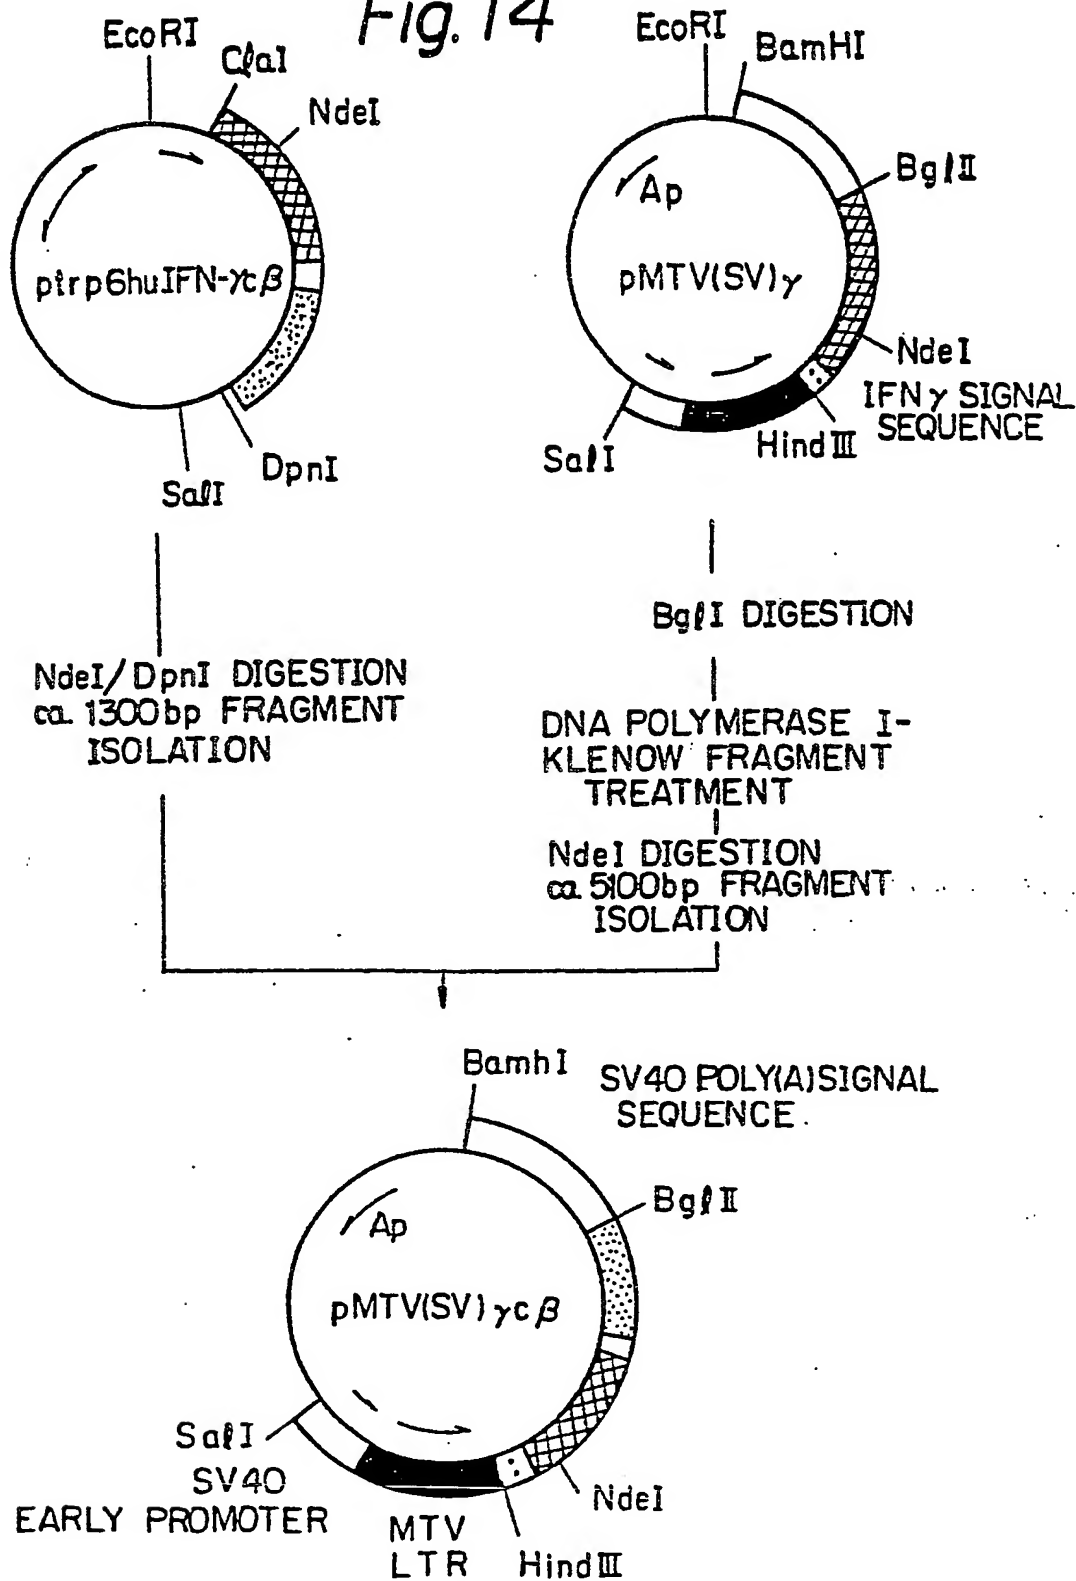 Fig. 14
EcoRI
ClaI
NdeI
ptrp6huIFN-γcβ
DpnI
SalI
EcoRI
BamHI
BglII
Ap
pMTV(SV)γ
NdeI
IFNγ SIGNAL
SEQUENCE
HindIII
SalI
NdeI/DpnI DIGESTION
ca. 1300bp FRAGMENT
ISOLATION
BglI DIGESTION
DNA POLYMERASE I-
KLENOW FRAGMENT
TREATMENT
NdeI DIGESTION
ca. 5100bp FRAGMENT
ISOLATION
BamhI
SV40 POLY(A)SIGNAL
SEQUENCE
BglII
Ap
pMTV(SV)γcβ
SalI
SV40
EARLY PROMOTER
MTV
LTR
HindIII
NdeI